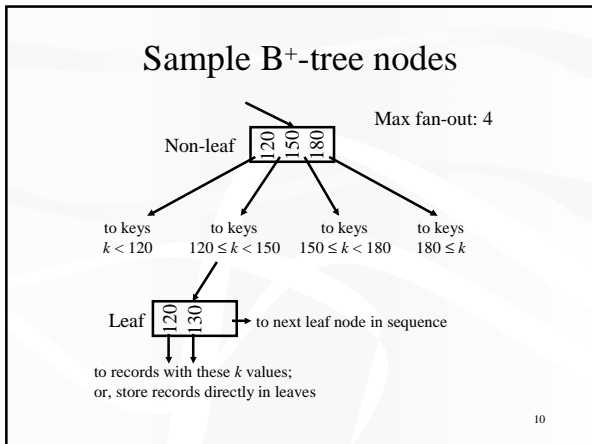 Sample B+-tree nodes
Max fan-out: 4
Non-leaf
120 150 180
to keys to keys to keys to keys
k < 120 120 ≤ k < 150 150 ≤ k < 180 180 ≤ k
Leaf
120 130
to next leaf node in sequence
to records with these k values;
or, store records directly in leaves
10